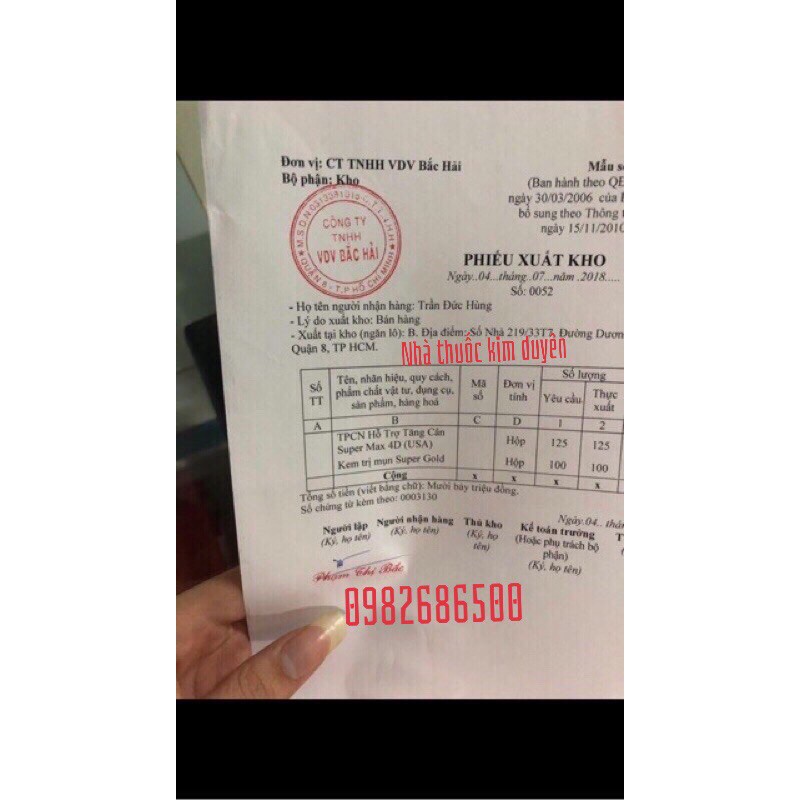 Đơn vị: CT TNHH VDV Bắc Hải
Bộ phận: Kho
Mẫu s
(Ban hành theo QĐ
ngày 30/03/2006 của
bổ sung theo Thông t
ngày 15/11/2010
CÔNG TY
TNHH
VDV BẮC HẢI
QUẬN 8 - T.P HỒ CHÍ MINH
PHIẾU XUẤT KHO
Ngày..04...tháng..07...năm ..2018.....
Số: 0052
- Họ tên người nhận hàng: Trần Đức Hùng
- Lý do xuất kho: Bán hàng
- Xuất tại kho (ngăn lô): B. Địa điểm: Số Nhà 219/33T7, Đường Dươn
Quận 8, TP HCM.
Nhà thuốc kim duyên
Số TT Tên, nhãn hiệu, quy cách, phẩm chất vật tư, dụng cụ, sản phẩm, hàng hoá Mã số Đơn vị tính Số lượng
Yêu cầu Thực xuất
A B C D 1 2
TPCN Hỗ Trợ Tăng Cân Super Max 4D (USA) Hộp 125 125
Kem trị mụn Super Gold Hộp 100 100
Cộng x x x x
Tổng số tiền (viết bằng chữ): Mười bảy triệu đồng.
Số chứng từ kèm theo: 0003130
Ngày..04.. thán
Người lập Người nhận hàng Thủ kho Kế toán trưởng T
(Ký, họ tên) (Ký, họ tên) (Ký, họ tên) (Hoặc phụ trách bộ phận)
(Ký, họ tên)
Phạm Thị Bắc
0982686500